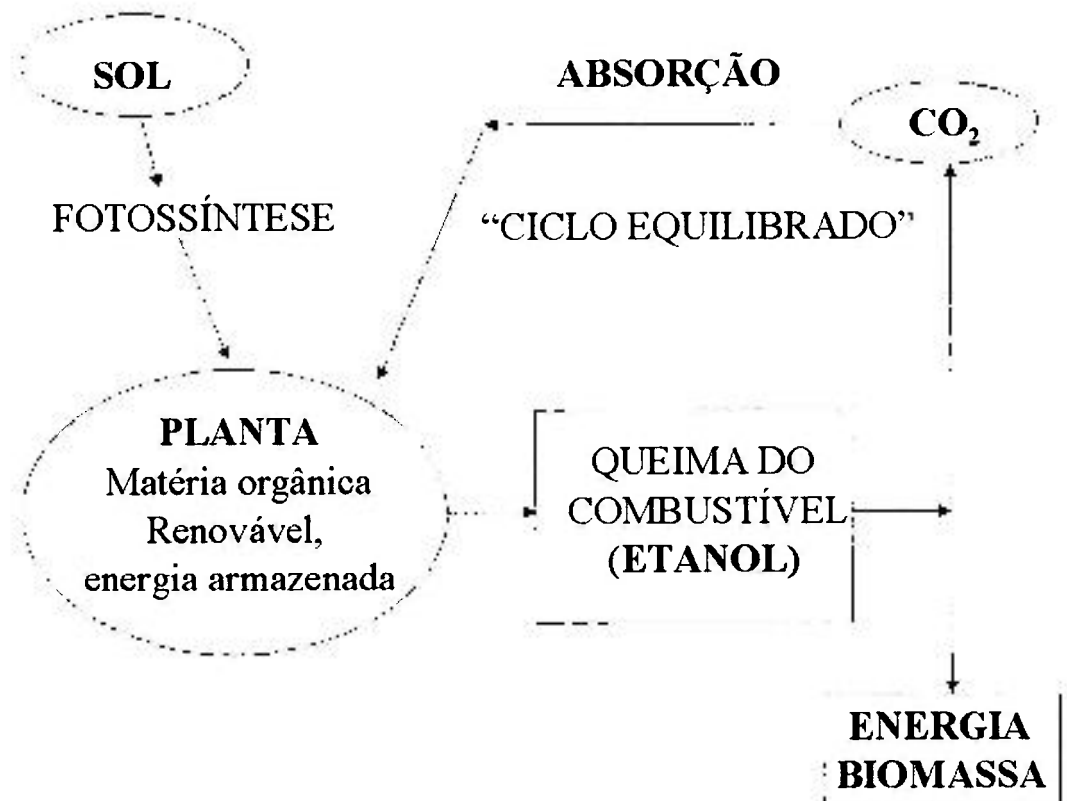 SOL
ABSORÇÃO
CO₂
FOTOSSÍNTESE
“CICLO EQUILIBRADO”
PLANTA
Matéria orgânica
Renovável,
energia armazenada
QUEIMA DO
COMBUSTÍVEL
(ETANOL)
ENERGIA
BIOMASSA